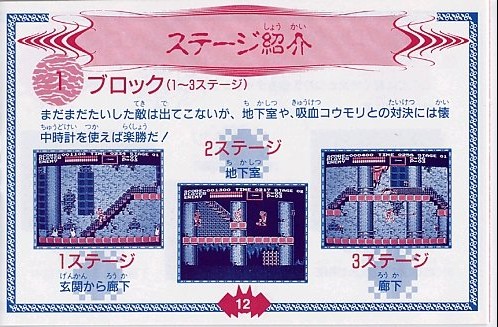 ステージ紹介
1 ブロック(1〜3ステージ)
まだまだたいした敵は出てこないが、地下室や、吸血コウモリとの対決には懐
中時計を使えば楽勝だ!
2ステージ
地下室
1ステージ
玄関から廊下
3ステージ
廊下
12